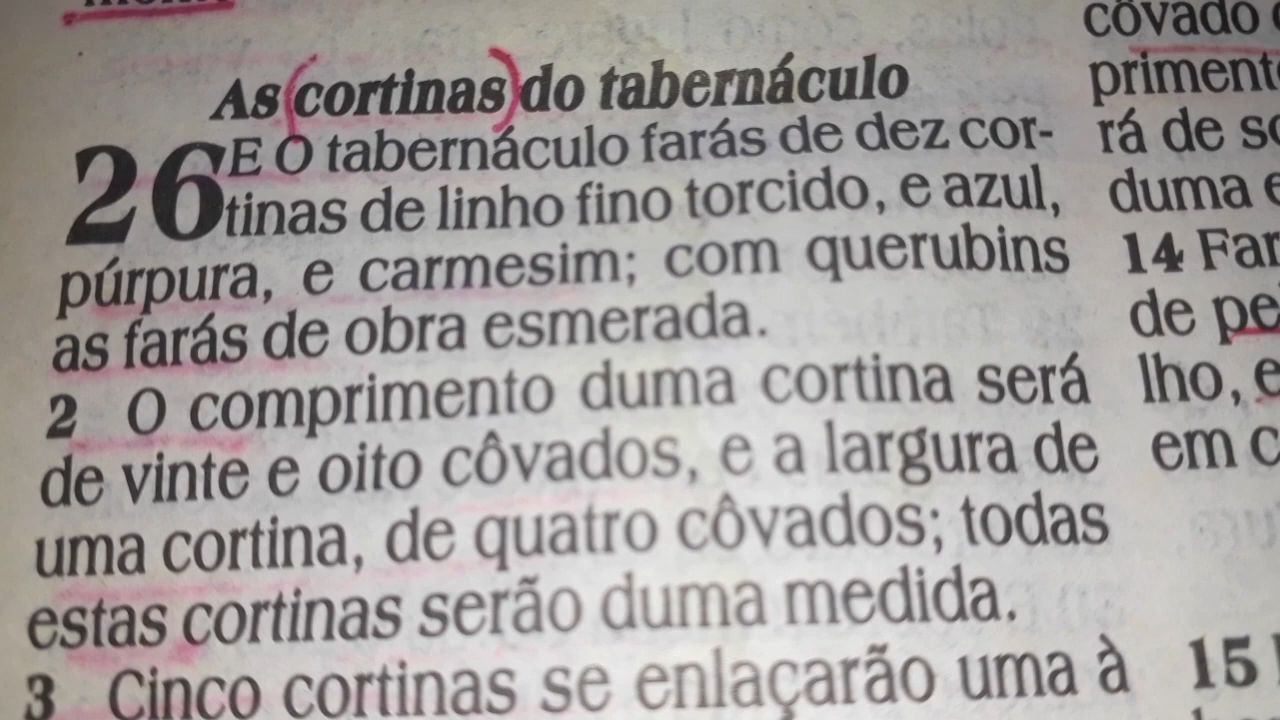 As (cortinas) do tabernáculo
26 E O tabernáculo farás de dez cor-
tinas de linho fino torcido, e azul,
púrpura, e carmesim; com querubins
as farás de obra esmerada.
2 O comprimento duma cortina será
de vinte e oito côvados, e a largura de
uma cortina, de quatro côvados; todas
estas cortinas serão duma medida.
3 Cinco cortinas se enlaçarão uma à
côvado
rá de
duma
14
de
lho,
em
15